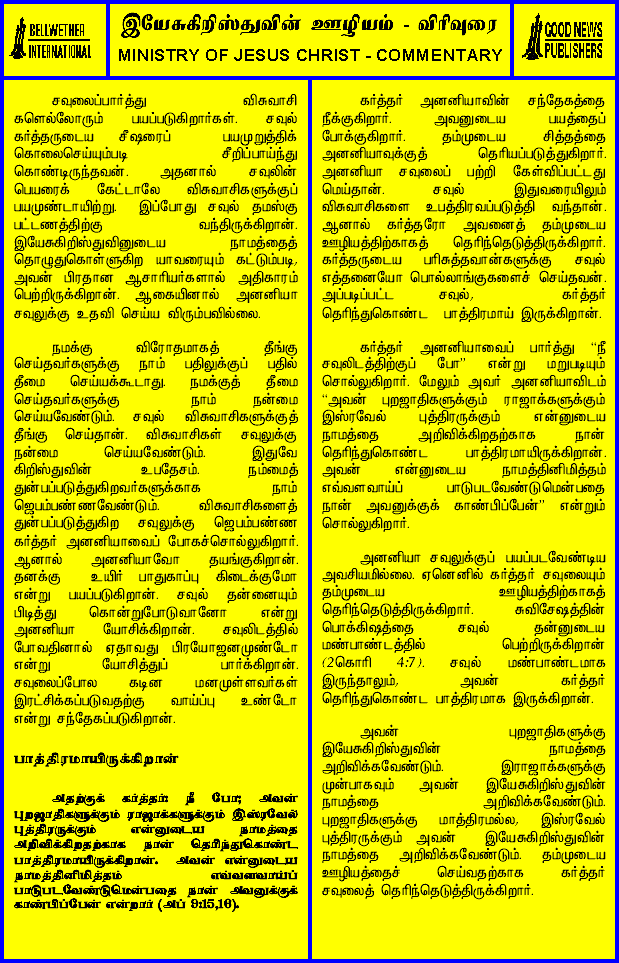 BELLWETHER
INTERNATIONAL
இயேசுகிறிஸ்துவின் ஊழியம் - விரிவுரை
MINISTRY OF JESUS CHRIST - COMMENTARY
GOOD NEWS
PUBLISHERS
சவுலைப்பார்த்து விசுவாசி
களெல்லோரும் பயப்படுகிறார்கள். சவுல்
கர்த்தருடைய சீஷரைப் பயமுறுத்திக்
கொலைசெய்யும்படி சீறிப்பாய்ந்து
கொண்டிருந்தவன். அதனால் சவுலின்
பெயரைக் கேட்டாலே விசுவாசிகளுக்குப்
பயமுண்டாயிற்று. இப்போது சவுல் தமஸ்கு
பட்டணத்திற்கு வந்திருக்கிறான்.
இயேசுகிறிஸ்துவினுடைய நாமத்தைத்
தொழுதுகொள்ளுகிற யாவரையும் கட்டும்படி,
அவன் பிரதான ஆசாரியர்களால் அதிகாரம்
பெற்றிருக்கிறான். ஆகையினால் அனனியா
சவுலுக்கு உதவி செய்ய விரும்பவில்லை.
நமக்கு விரோதமாகத் தீங்கு
செய்தவர்களுக்கு நாம் பதிலுக்குப் பதில்
தீமை செய்யக்கூடாது. நமக்குத் தீமை
செய்தவர்களுக்கு நாம் நன்மை
செய்யவேண்டும். சவுல் விசுவாசிகளுக்குத்
தீங்கு செய்தான். விசுவாசிகள் சவுலுக்கு
நன்மை செய்யவேண்டும். இதுவே
கிறிஸ்துவின் உபதேசம். நம்மைத்
துன்பப்படுத்துகிறவர்களுக்காக நாம்
ஜெபம்பண்ணவேண்டும். விசுவாசிகளைத்
துன்பப்படுத்துகிற சவுலுக்கு ஜெபம்பண்ண
கர்த்தர் அனனியாவைப் போகச்சொல்லுகிறார்.
ஆனால் அனனியாவோ தயங்குகிறான்.
தனக்கு உயிர் பாதுகாப்பு கிடைக்குமோ
என்று பயப்படுகிறான். சவுல் தன்னையும்
பிடித்து கொன்றுபோடுவானோ என்று
அனனியா யோசிக்கிறான். சவுலிடத்தில்
போவதினால் ஏதாவது பிரயோஜனமுண்டோ
என்று யோசித்துப் பார்க்கிறான்.
சவுலைப்போல கடின மனமுள்ளவர்கள்
இரட்சிக்கப்படுவதற்கு வாய்ப்பு உண்டோ
என்று சந்தேகப்படுகிறான்.
பாத்திரமாயிருக்கிறான்
அதற்குக் கர்த்தர்: நீ போ; அவன்
புறஜாதிகளுக்கும் ராஜாக்களுக்கும் இஸ்ரவேல்
புத்திரருக்கும் என்னுடைய நாமத்தை
அறிவிக்கிறதற்காக நான் தெரிந்துகொண்ட
பாத்திரமாயிருக்கிறான். அவன் என்னுடைய
நாமத்தினிமித்தம் எவ்வளவாய்ப்
பாடுபடவேண்டுமென்பதை நான் அவனுக்குக்
காண்பிப்பேன் என்றார் (அப் 9:15,16).
கர்த்தர் அனனியாவின் சந்தேகத்தை
நீக்குகிறார். அவனுடைய பயத்தைப்
போக்குகிறார். தம்முடைய சித்தத்தை
அனனியாவுக்குத் தெரியப்படுத்துகிறார்.
அனனியா சவுலைப் பற்றி கேள்விப்பட்டது
மெய்தான். சவுல் இதுவரையிலும்
விசுவாசிகளை உபத்திரவப்படுத்தி வந்தான்.
ஆனால் கர்த்தரோ அவனைத் தம்முடைய
ஊழியத்திற்காகத் தெரிந்தெடுத்திருக்கிறார்.
கர்த்தருடைய பரிசுத்தவான்களுக்கு சவுல்
எத்தனையோ பொல்லாங்குகளைச் செய்தவன்.
அப்படிப்பட்ட சவுல், கர்த்தர்
தெரிந்துகொண்ட பாத்திரமாய் இருக்கிறான்.
கர்த்தர் அனனியாவைப் பார்த்து “நீ
சவுலிடத்திற்குப் போ” என்று மறுபடியும்
சொல்லுகிறார். மேலும் அவர் அனனியாவிடம்
“அவன் புறஜாதிகளுக்கும் ராஜாக்களுக்கும்
இஸ்ரவேல் புத்திரருக்கும் என்னுடைய
நாமத்தை அறிவிக்கிறதற்காக நான்
தெரிந்துகொண்ட பாத்திரமாயிருக்கிறான்.
அவன் என்னுடைய நாமத்தினிமித்தம்
எவ்வளவாய்ப் பாடுபடவேண்டுமென்பதை
நான் அவனுக்குக் காண்பிப்பேன்” என்றும்
சொல்லுகிறார்.
அனனியா சவுலுக்குப் பயப்படவேண்டிய
அவசியமில்லை. ஏனெனில் கர்த்தர் சவுலையும்
தம்முடைய ஊழியத்திற்காகத்
தெரிந்தெடுத்திருக்கிறார். சுவிசேஷத்தின்
பொக்கிஷத்தை சவுல் தன்னுடைய
மண்பாண்டத்தில் பெற்றிருக்கிறான்
(2கொரி 4:7). சவுல் மண்பாண்டமாக
இருந்தாலும், அவன் கர்த்தர்
தெரிந்துகொண்ட பாத்திரமாக இருக்கிறான்.
அவன் புறஜாதிகளுக்கு
இயேசுகிறிஸ்துவின் நாமத்தை
அறிவிக்கவேண்டும். இராஜாக்களுக்கு
முன்பாகவும் அவன் இயேசுகிறிஸ்துவின்
நாமத்தை அறிவிக்கவேண்டும்.
புறஜாதிகளுக்கு மாத்திரமல்ல, இஸ்ரவேல்
புத்திரருக்கும் அவன் இயேசுகிறிஸ்துவின்
நாமத்தை அறிவிக்கவேண்டும். தம்முடைய
ஊழியத்தைச் செய்வதற்காக கர்த்தர்
சவுலைத் தெரிந்தெடுத்திருக்கிறார்.